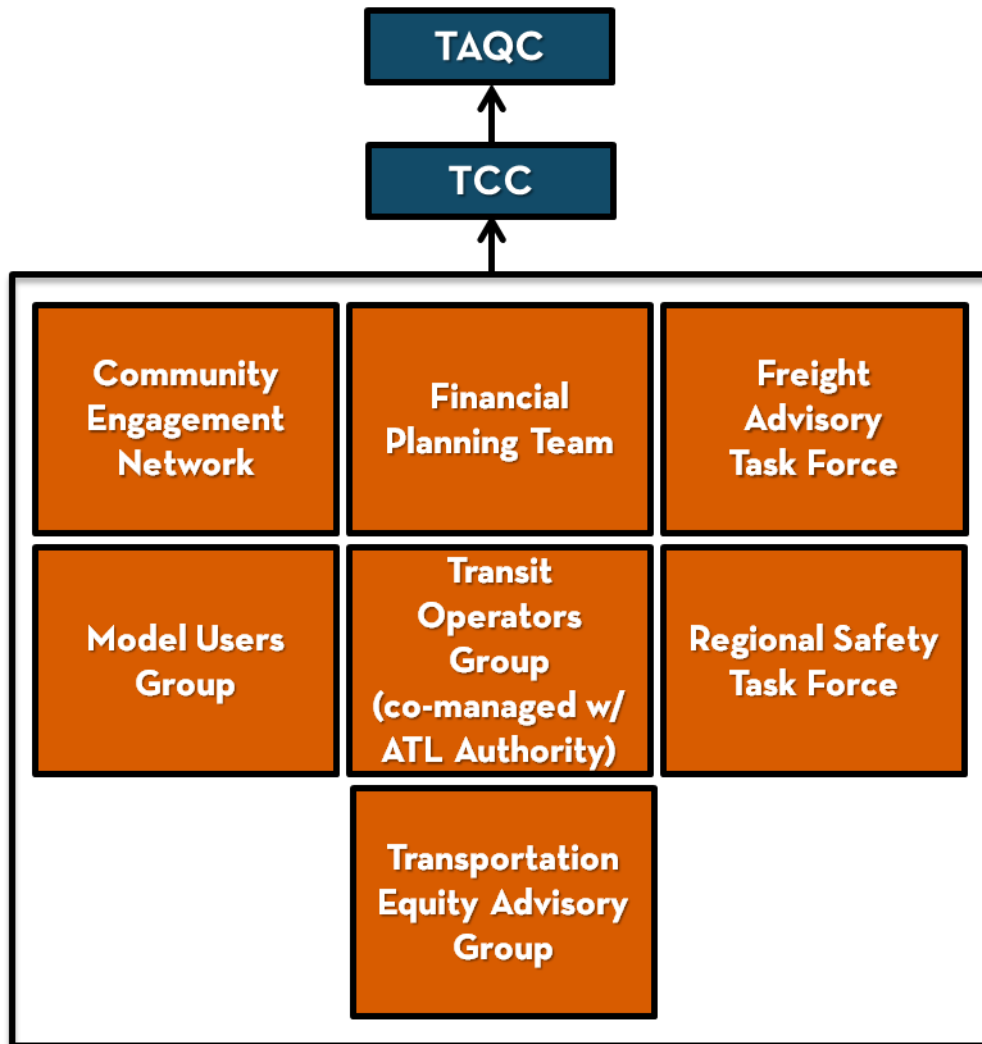 TAQC
TCC
Community
Engagement
Network
Financial
Planning Team
Freight
Advisory
Task Force
Model Users
Group
Transit
Operators
Group
(co-managed w/
ATL Authority)
Regional Safety
Task Force
Transportation
Equity Advisory
Group